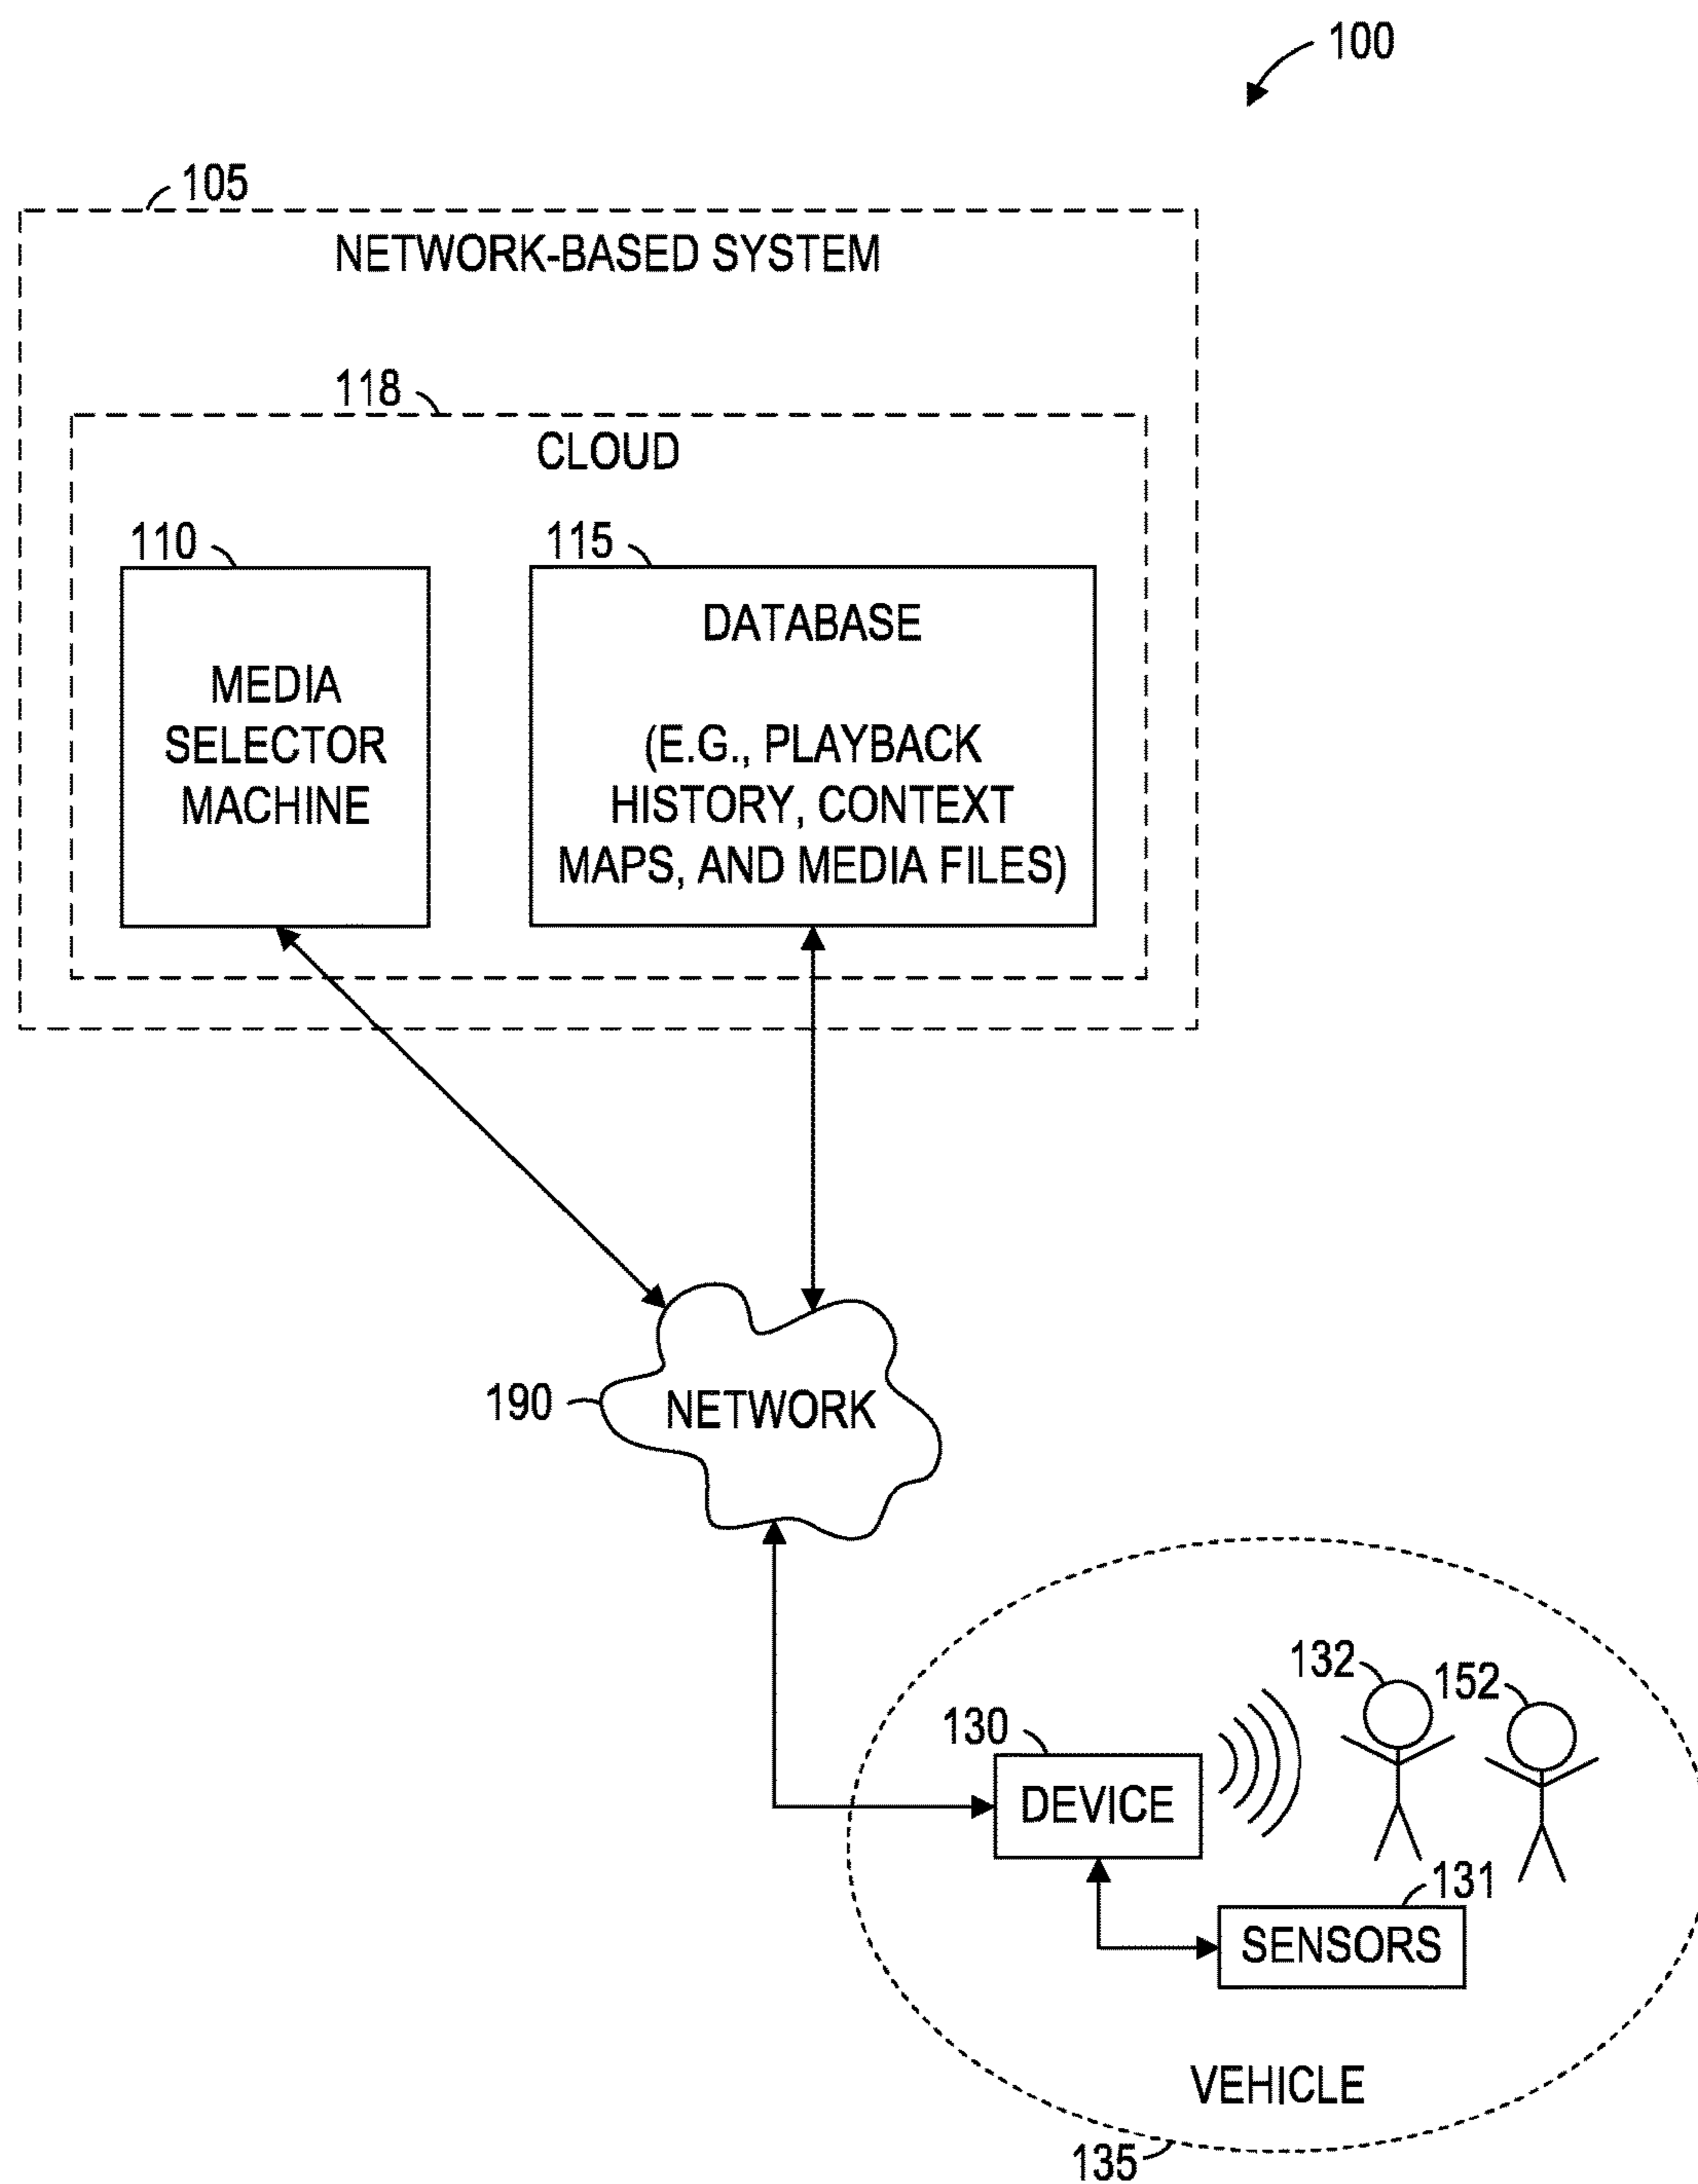 100
105
NETWORK-BASED SYSTEM
118
CLOUD
110
MEDIA
SELECTOR
MACHINE
115
DATABASE
(E.G., PLAYBACK
HISTORY, CONTEXT
MAPS, AND MEDIA FILES)
190
NETWORK
132
152
130
DEVICE
131
SENSORS
VEHICLE
135